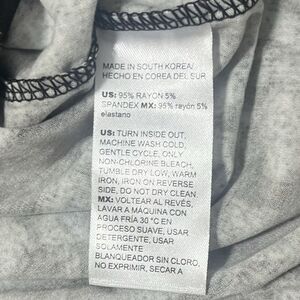 MADE IN SOUTH KOREA/
HECHO EN COREA DEL SUR
US: 95% RAYON 5%
SPANDEX MX: 95% rayón 5%
elastano
US: TURN INSIDE OUT,
MACHINE WASH COLD,
GENTLE CYCLE, ONLY
NON-CHLORINE BLEACH,
TUMBLE DRY LOW, WARM
IRON, IRON ON REVERSE
SIDE, DO NOT DRY CLEAN.
MX: VOLTEAR AL REVÉS,
LAVAR A MÁQUINA CON
AGUA FRÍA 30 °C EN
PROCESO SUAVE, USAR
DETERGENTE, USAR
SOLAMENTE
BLANQUEADOR SIN CLORO,
NO EXPRIMIR, SECAR A